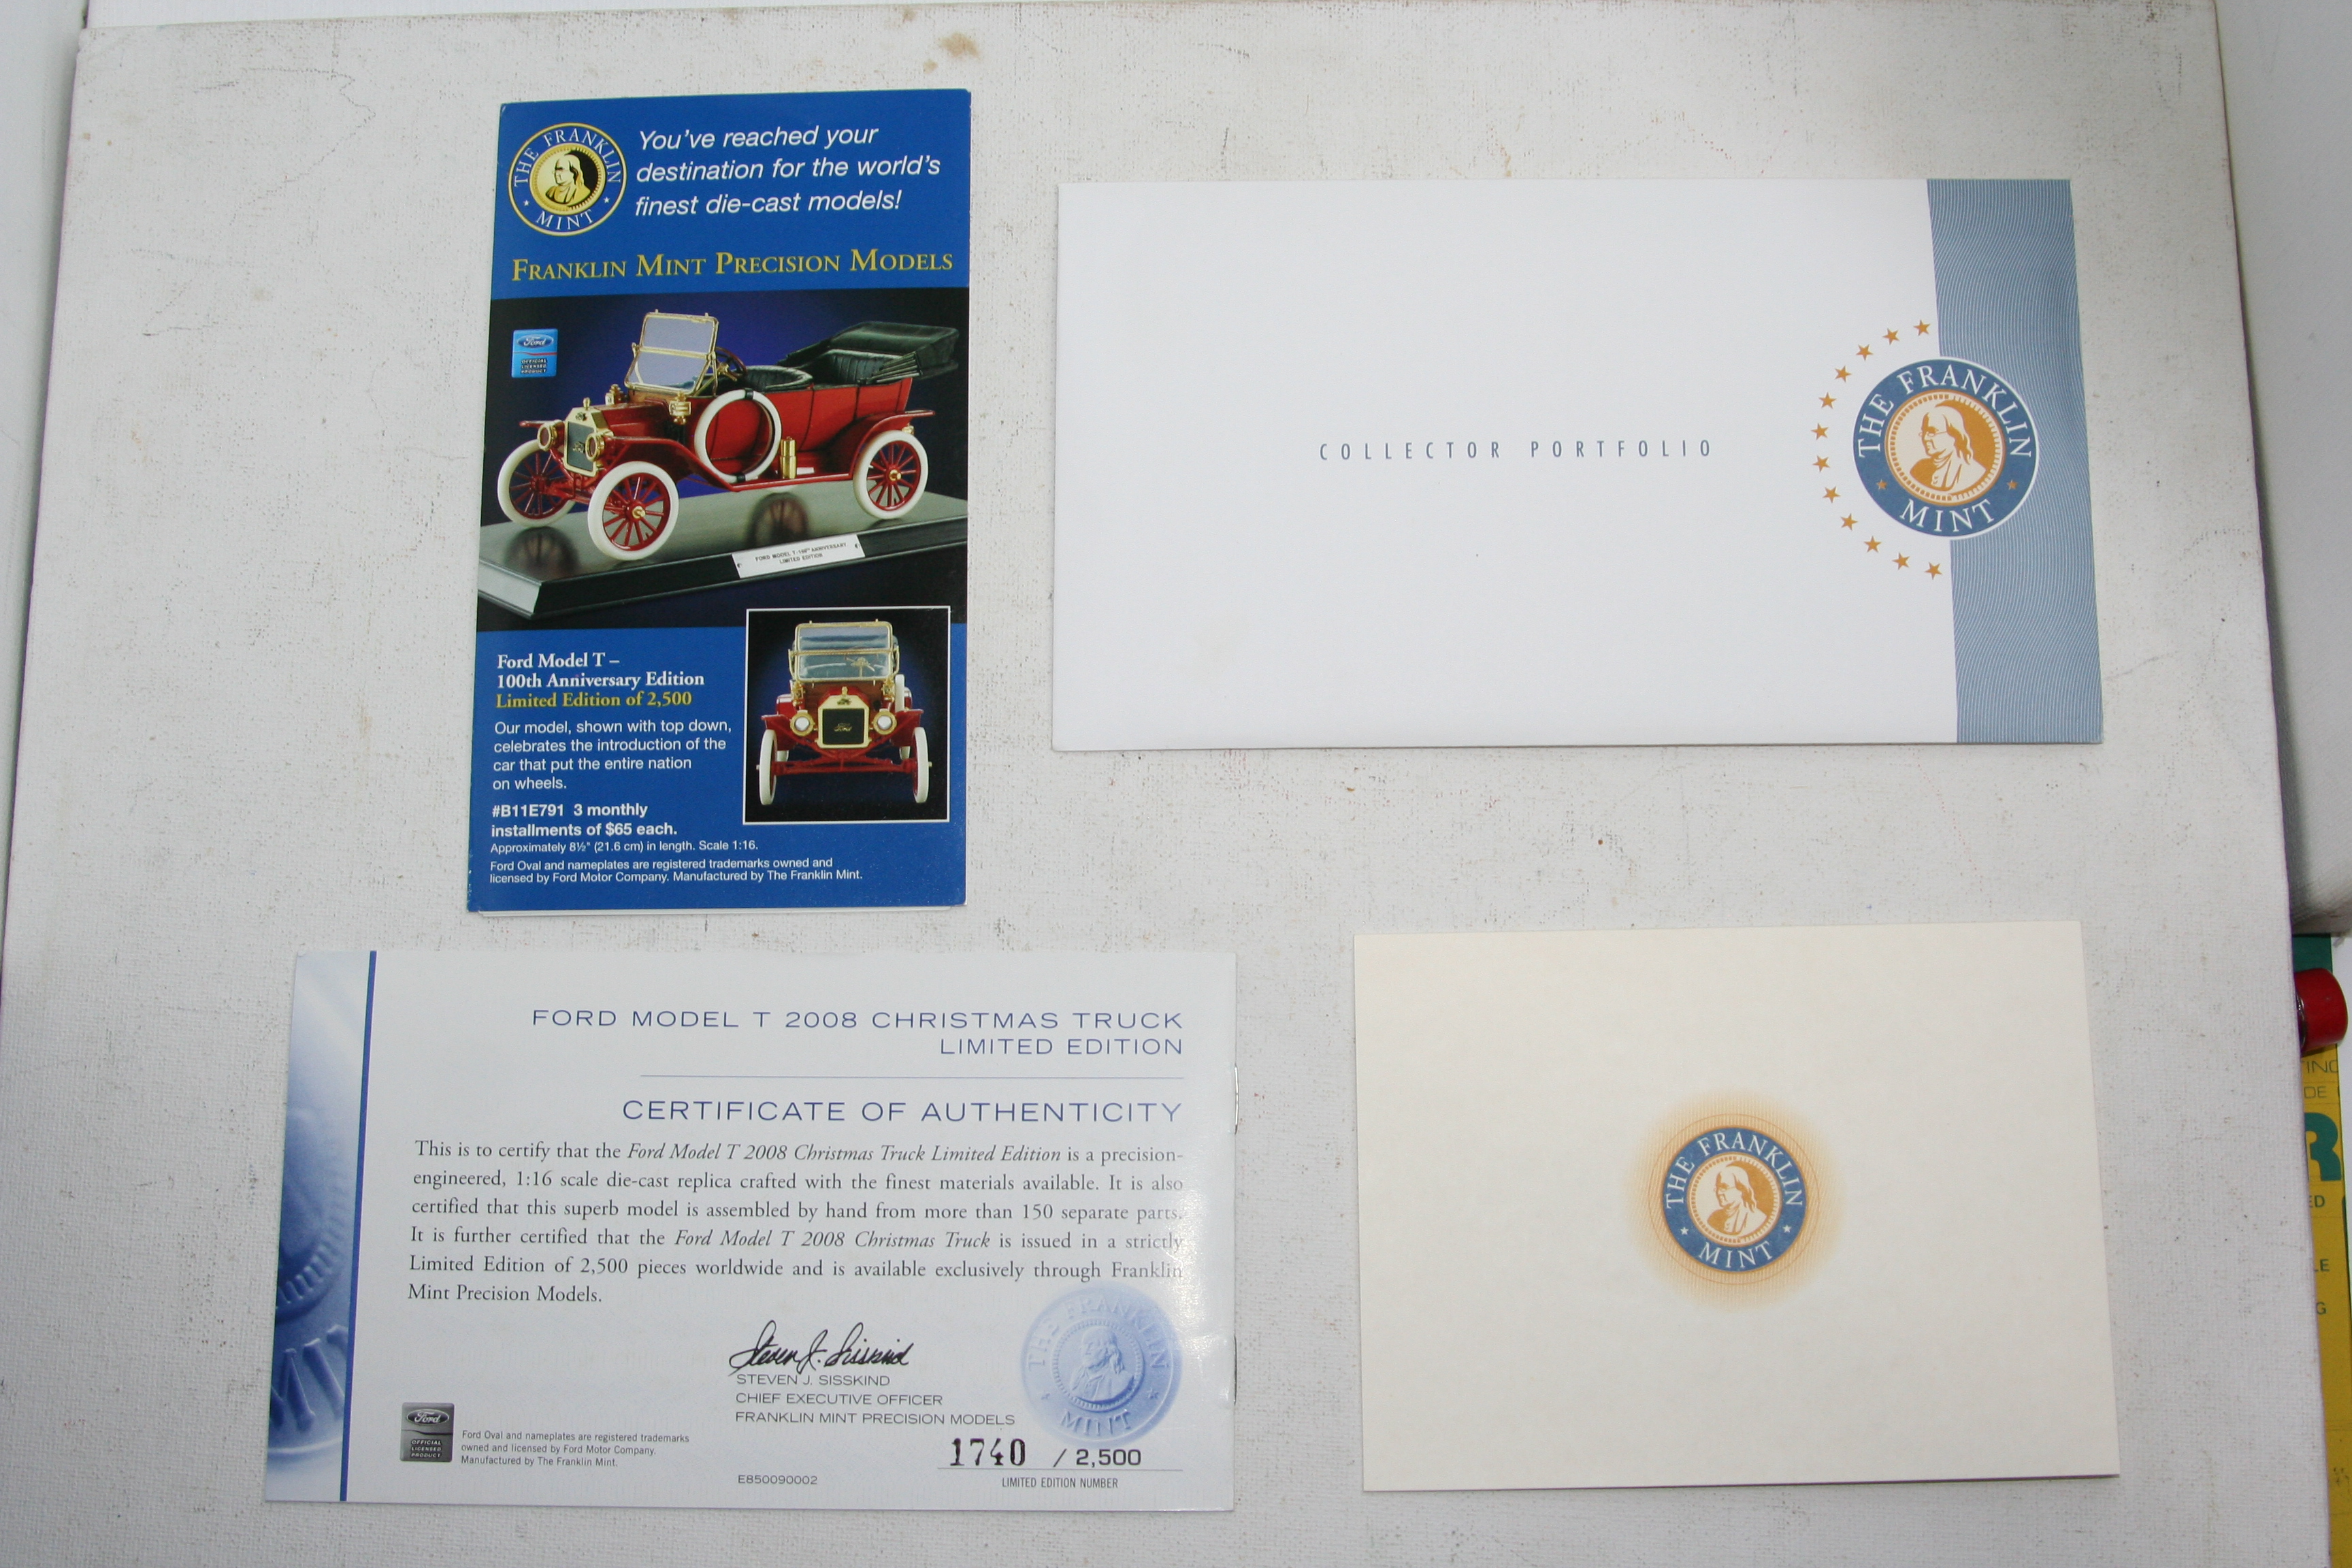 THE FRANKLIN MINT
You've reached your
destination for the world's
finest die-cast models!
FRANKLIN MINT PRECISION MODELS
Ford
OFFICIAL
LICENSED
PRODUCT
FORD MODEL T 100TH ANNIVERSARY
LIMITED EDITION
Ford Model T –
100th Anniversary Edition
Limited Edition of 2,500
Our model, shown with top down,
celebrates the introduction of the
car that put the entire nation
on wheels.
#B11E791 3 monthly
installments of $65 each.
Approximately 8½" (21.6 cm) in length. Scale 1:16.
Ford Oval and nameplates are registered trademarks owned and
licensed by Ford Motor Company. Manufactured by The Franklin Mint.
Ford
COLLECTOR PORTFOLIO
THE FRANKLIN MINT
FORD MODEL T 2008 CHRISTMAS TRUCK
LIMITED EDITION
CERTIFICATE OF AUTHENTICITY
This is to certify that the Ford Model T 2008 Christmas Truck Limited Edition is a precision-
engineered, 1:16 scale die-cast replica crafted with the finest materials available. It is also
certified that this superb model is assembled by hand from more than 150 separate parts.
It is further certified that the Ford Model T 2008 Christmas Truck is issued in a strictly
Limited Edition of 2,500 pieces worldwide and is available exclusively through Franklin
Mint Precision Models.
Steven J. Sisskind
STEVEN J. SISSKIND
CHIEF EXECUTIVE OFFICER
FRANKLIN MINT PRECISION MODELS
THE FRANKLIN MINT
Ford
OFFICIAL
LICENSED
PRODUCT
Ford Oval and nameplates are registered trademarks
owned and licensed by Ford Motor Company.
Manufactured by The Franklin Mint.
1740 / 2,500
E850090002
LIMITED EDITION NUMBER
THE FRANKLIN MINT